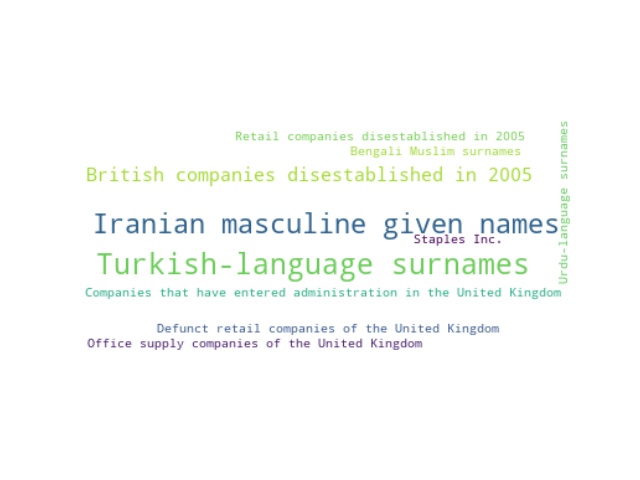 Retail companies disestablished in 2005
Bengali Muslim surnames
British companies disestablished in 2005
Urdu-language surnames
Iranian masculine given names
Staples Inc.
Turkish-language surnames
Companies that have entered administration in the United Kingdom
Defunct retail companies of the United Kingdom
Office supply companies of the United Kingdom